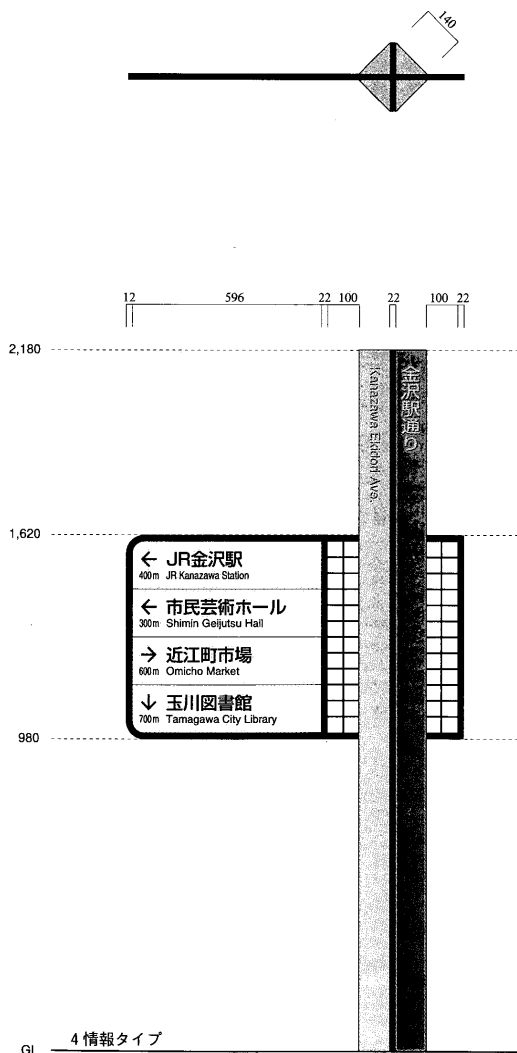 140
12 596 22 100 22 100 22
2,180
金沢駅通り
Kanazawa Ekidori Ave.
1,620
← JR金沢駅
400m JR Kanazawa Station
← 市民芸術ホール
300m Shimin Geijutsu Hall
→ 近江町市場
600m Omicho Market
↓ 玉川図書館
700m Tamagawa City Library
980
4情報タイプ
GL